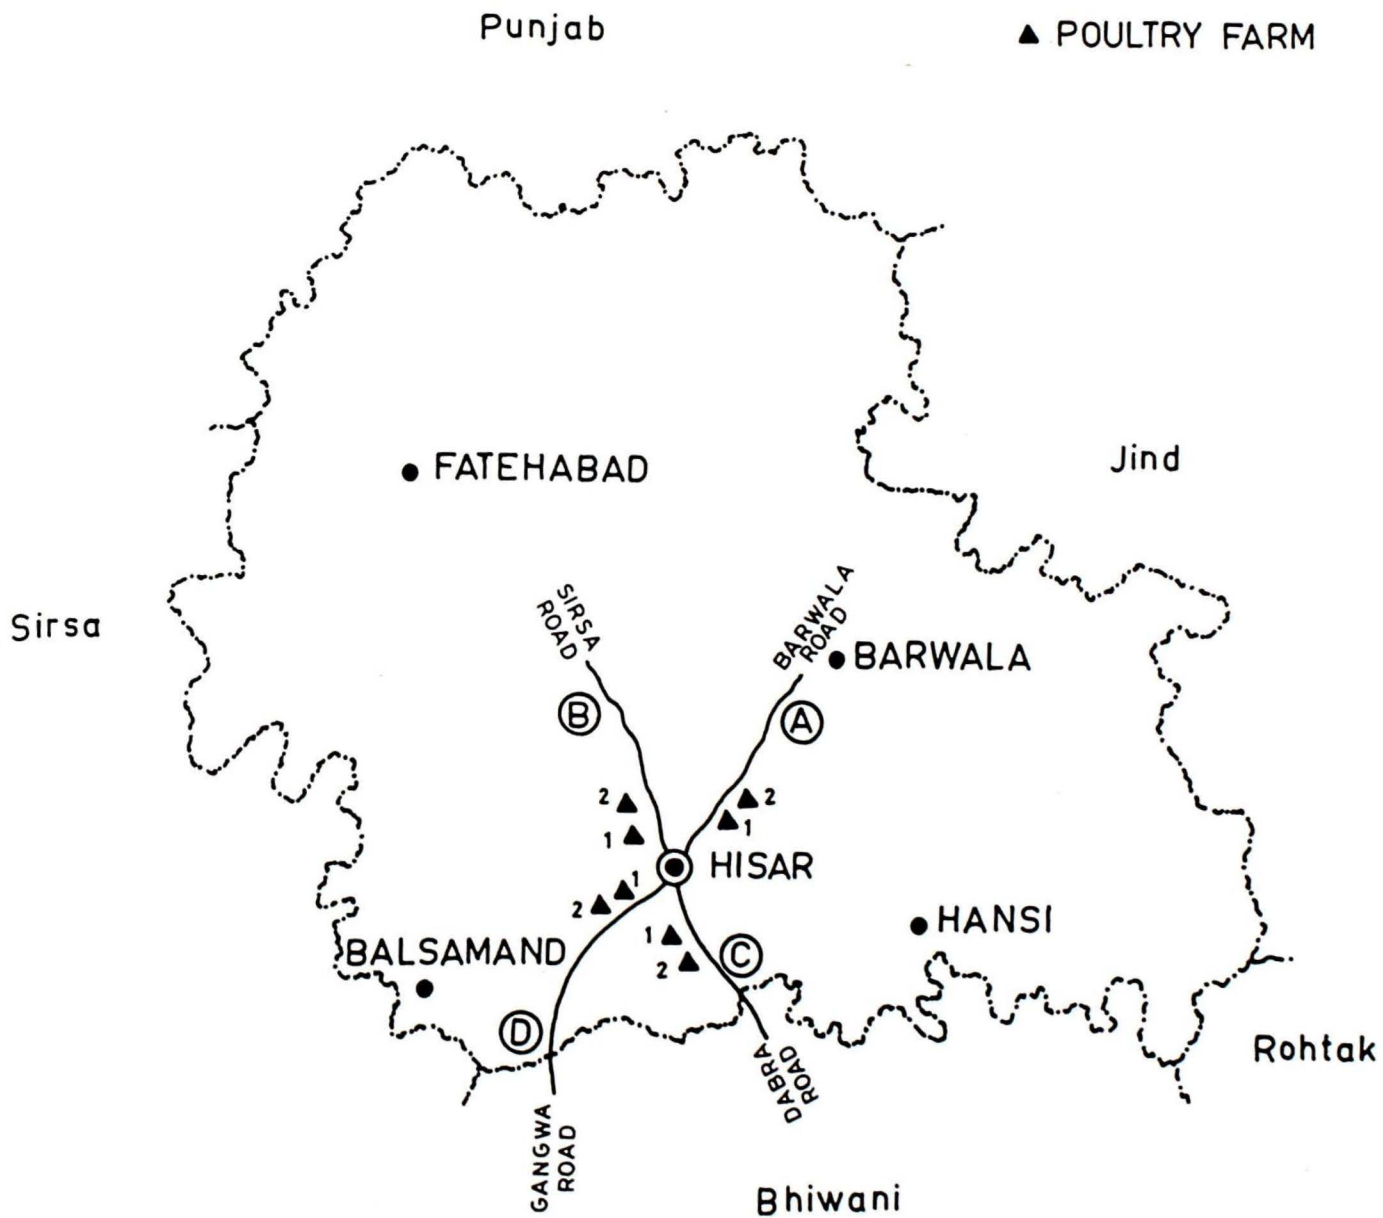 Punjab
▲ POULTRY FARM
FATEHABAD
Jind
Sirsa
SIRSA
ROAD
BARWALA
ROAD
BARWALA
B
A
2
2
1
1
HISAR
1
2
HANSI
1
BALSAMAND
C
2
D
Rohtak
DABRA
ROAD
GANGWA
ROAD
Bhiwani